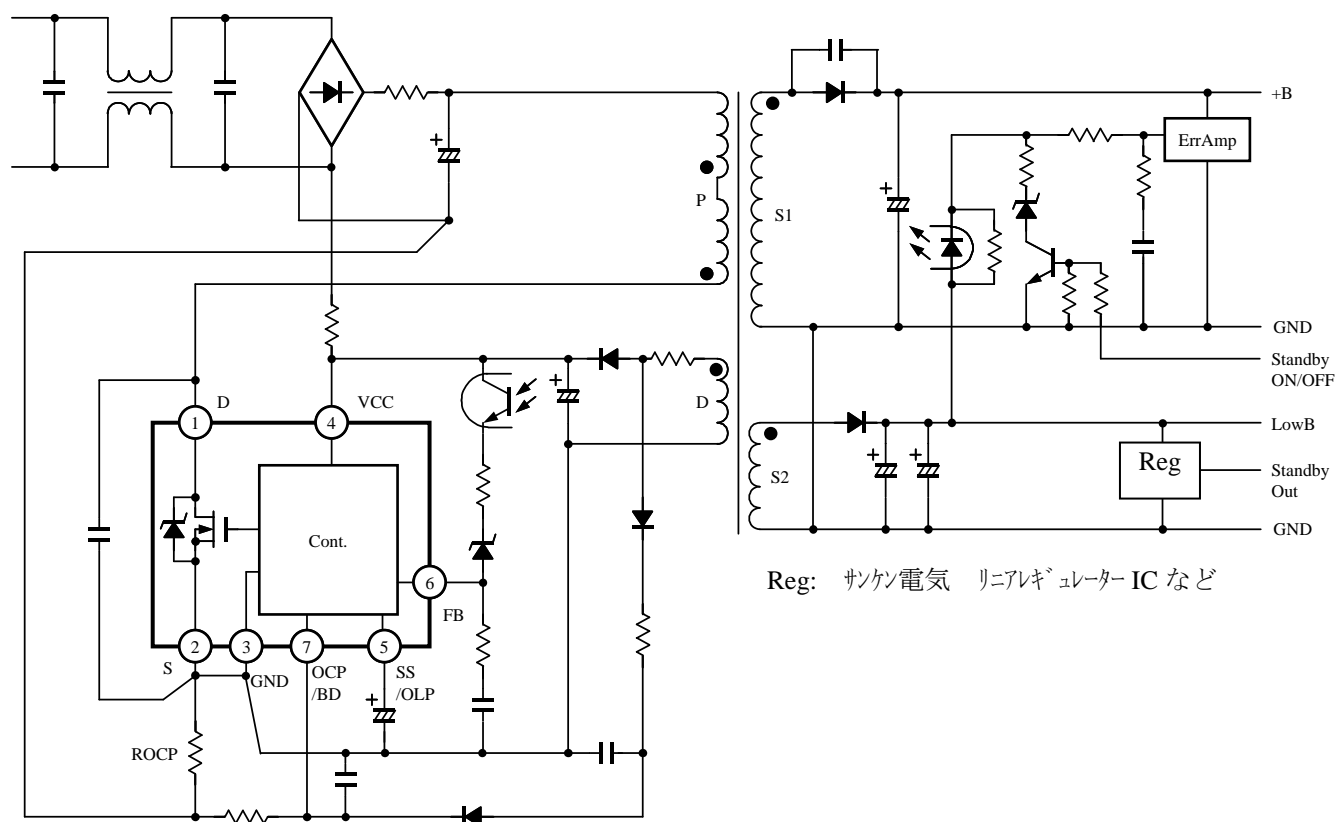 +B
ErrAmp
P
S1
GND
Standby
ON/OFF
D
VCC
D
1
4
LowB
Reg
Standby
Out
S2
Cont.
GND
6
FB
Reg: サンケン電気 リニアレギュレーター IC など
2
3
7
5
S
GND
OCP
/BD
SS
/OLP
ROCP